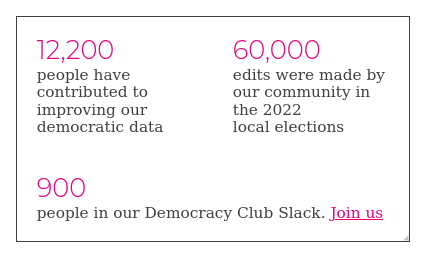 12,200
people have
contributed to
improving our
democratic data
60,000
edits were made by
our community in
the 2022
local elections
900
people in our Democracy Club Slack. Join us